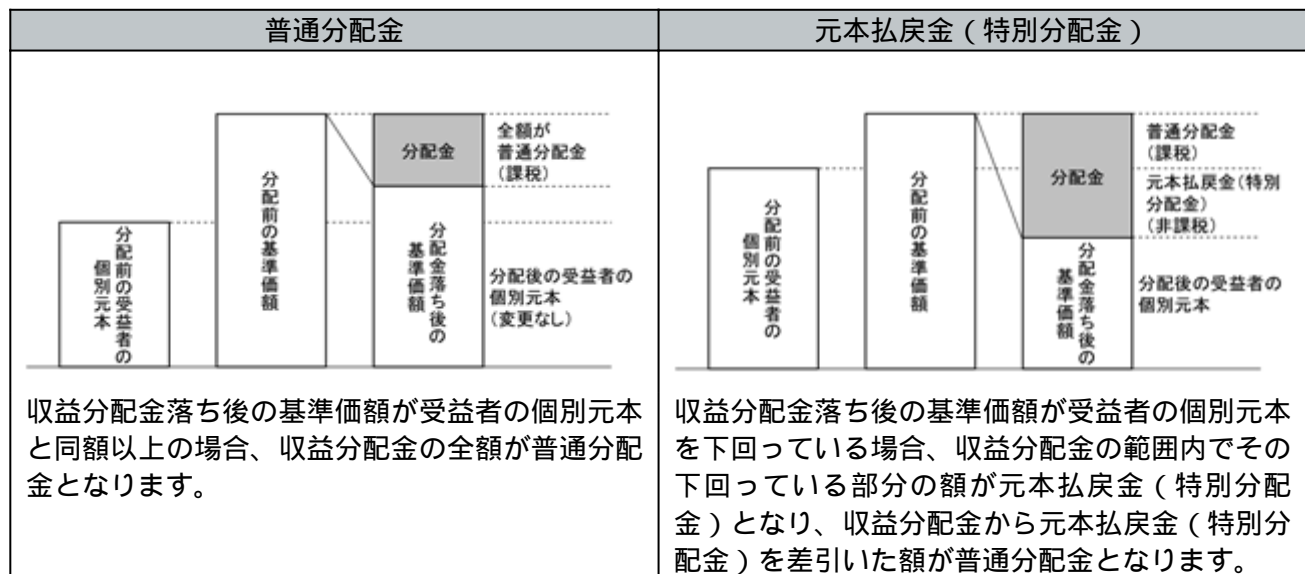 普通分配金
分配前の受益者の
個別元本
分配前の基準価額
分配金
分配金落ち後の
基準価額
全額が
普通分配金
(課税)
分配後の受益者の
個別元本
(変更なし)
収益分配金落ち後の基準価額が受益者の個別元本
と同額以上の場合、収益分配金の全額が普通分配
金となります。
元本払戻金(特別分配金)
分配前の受益者の
個別元本
分配前の基準価額
分配金
分配金落ち後の
基準価額
普通分配金
(課税)
元本払戻金(特別
分配金)
(非課税)
分配後の受益者の
個別元本
収益分配金落ち後の基準価額が受益者の個別元本
を下回っている場合、収益分配金の範囲内でその
下回っている部分の額が元本払戻金(特別分配
金)となり、収益分配金から元本払戻金(特別分
配金)を差引いた額が普通分配金となります。